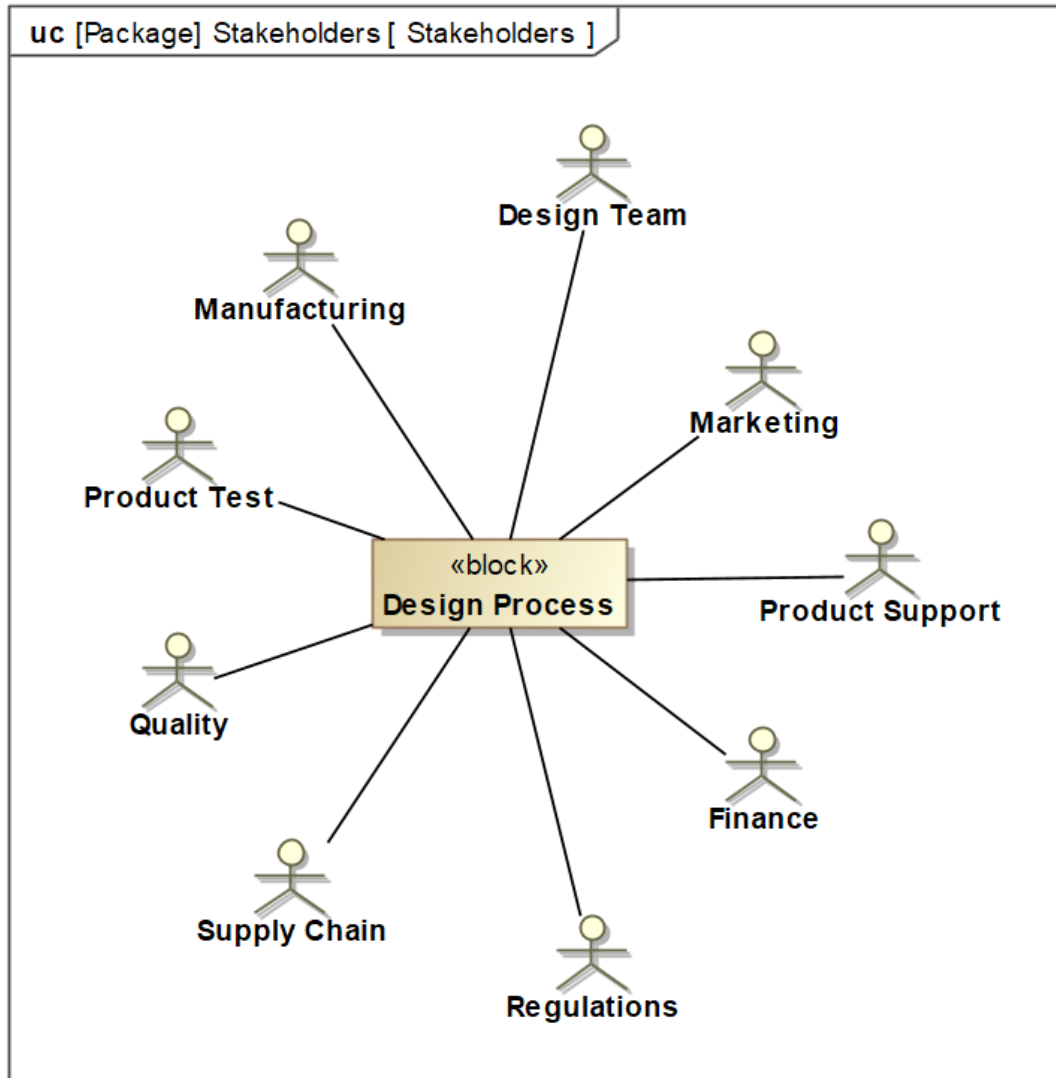 uc [Package] Stakeholders [ Stakeholders ]
Design Team
Manufacturing
Marketing
Product Test
«block»
Design Process
Product Support
Quality
Finance
Supply Chain
Regulations